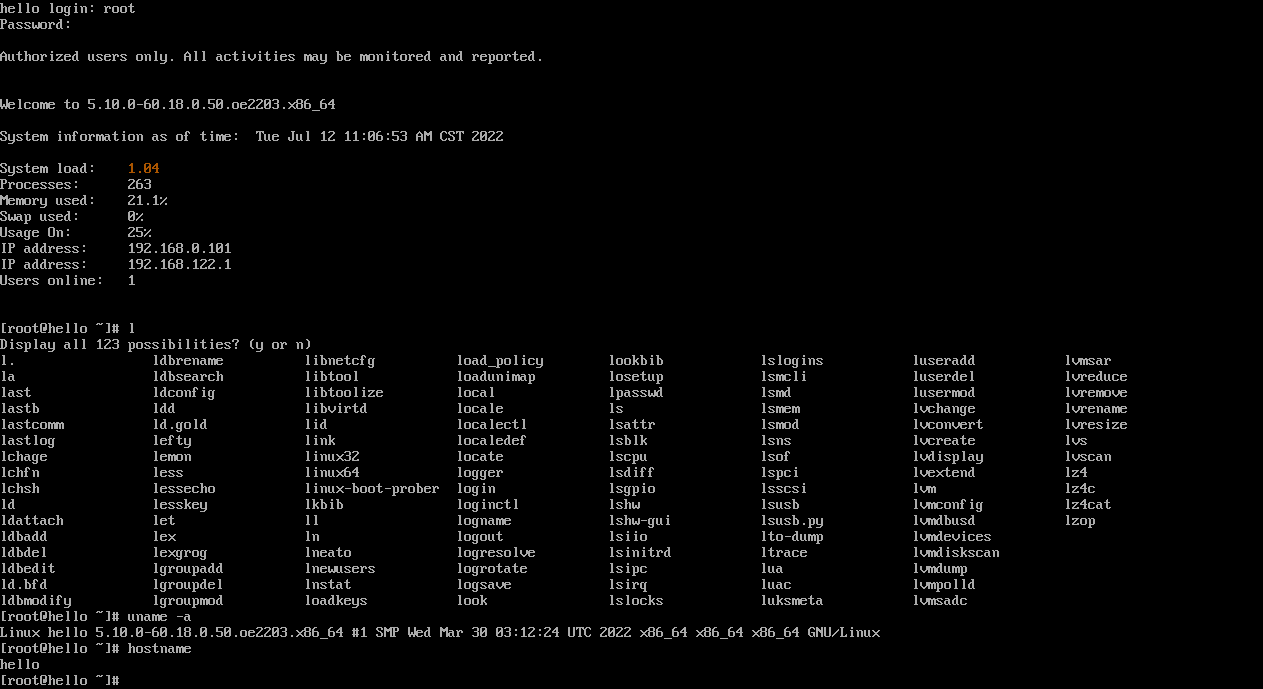 hello login: root
Password:
Authorized users only. All activities may be monitored and reported.
Welcome to 5.10.0-60.18.0.50.oe2203.x86_64
System information as of time:  Tue Jul 12 11:06:53 AM CST 2022
System load:    1.04
Processes:      263
Memory used:    21.1%
Swap used:      0%
Usage On:       25%
IP address:     192.168.0.101
IP address:     192.168.122.1
Users online:   1
[root@hello ~]# l
Display all 123 possibilities? (y or n)
l.                 ldbrename          libnetcfg          load_policy        lookbib            lslogins           luseradd           lvmsar
la                 ldbsearch          libtool            loadunimap         losetup            lsmcli             luserdel           lvreduce
last               ldconfig           libtoolize         local              lpasswd            lsmd               lusermod           lvremove
lastb              ldd                libvirtd           locale             ls                 lsmem              lvchange           lvrename
lastcomm           ld.gold            lid                localectl          lsattr             lsmod              lvconvert          lvresize
lastlog            lefty              link               localedef          lsblk              lsns               lvcreate           lvs
lchage             lemon              linux32            locate             lscpu              lsof               lvdisplay          lvscan
lchfn              less               linux64            logger             lsdiff             lspci              lvextend           lz4
lchsh              lessecho           linux-boot-prober  login              lsgpio             lsscsi             lvm                lz4c
ld                 lesskey            lkbib              loginctl           lshw               lsusb              lvmconfig          lz4cat
ldattach           let                ll                 logname            lshw-gui           lsusb.py           lvmdbusd           lzop
ldbadd             lex                ln                 logout             lsiio              lto-dump           lvmdevices
ldbdel             lexgrog            lneato             logresolve         lsinitrd           ltrace             lvmdiskscan
ldbedit            lgroupadd          lnewusers          logrotate          lsipc              lua                lvmdump
ld.bfd             lgroupdel          lnstat             logsave            lsirq              luac               lvmpolld
ldbmodify          lgroupmod          loadkeys           look               lslocks            luksmeta           lvmsadc
[root@hello ~]# uname -a
Linux hello 5.10.0-60.18.0.50.oe2203.x86_64 #1 SMP Wed Mar 30 03:12:24 UTC 2022 x86_64 x86_64 x86_64 GNU/Linux
[root@hello ~]# hostname
hello
[root@hello ~]#